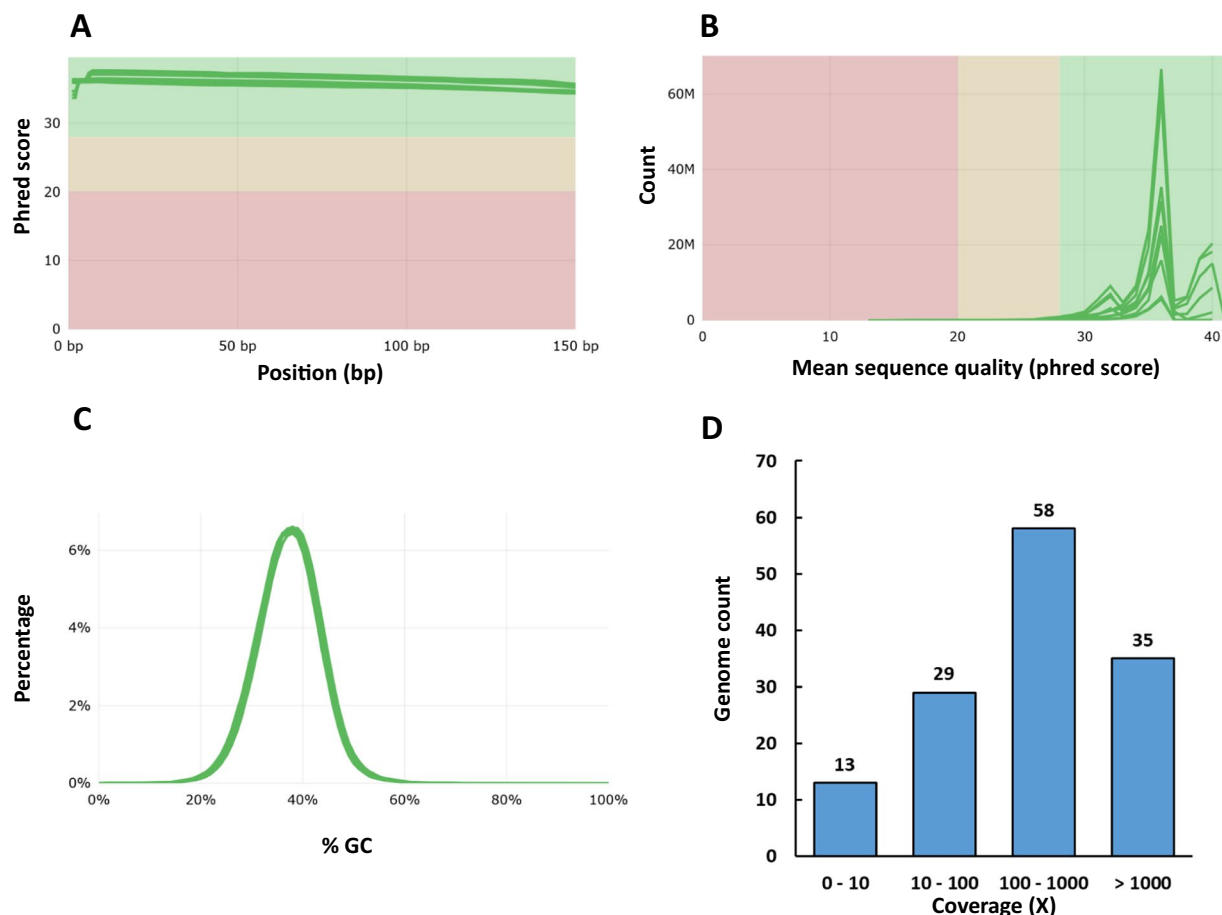 A
Phred score
30
20
10
0
0 bp
50 bp
100 bp
150 bp
Position (bp)
B
Count
60M
40M
20M
0
0
10
20
30
40
Mean sequence quality (phred score)
C
Percentage
6%
4%
2%
0%
0%
20%
40%
60%
80%
100%
% GC
D
Genome count
70
60
50
40
30
20
10
0
13
29
58
35
0 - 10
10 - 100
100 - 1000
> 1000
Coverage (X)